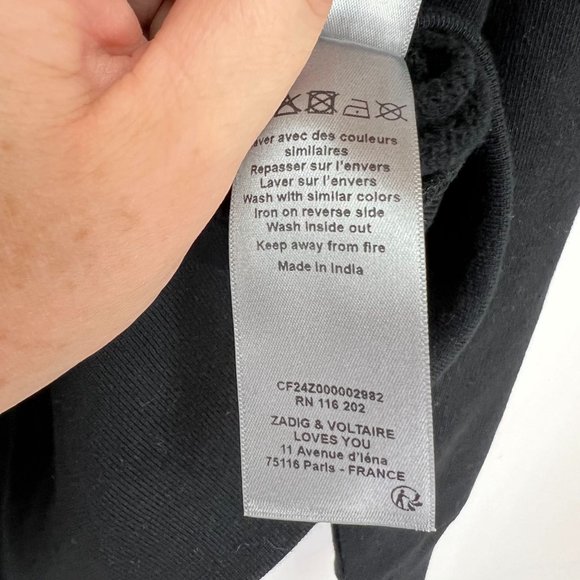 aver avec des couleurs
similaires
Repasser sur l'envers
Laver sur l'envers
Wash with similar colors
Iron on reverse side
Wash inside out
Keep away from fire
Made in India
CF24Z000002982
RN 116 202
ZADIG & VOLTAIRE
LOVES YOU
11 Avenue d'Iéna
75116 Paris - FRANCE